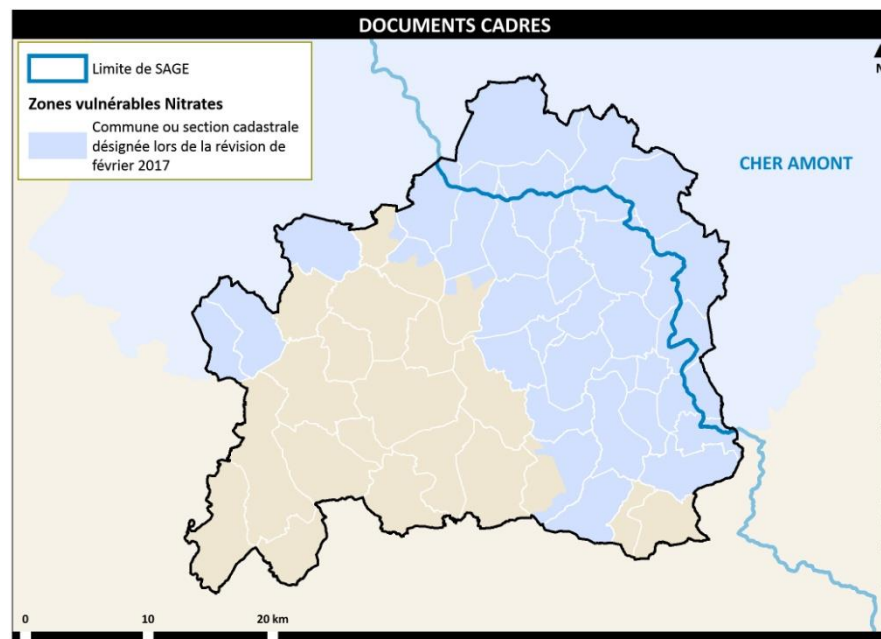 DOCUMENTS CADRES
Limite de SAGE
Zones vulnérables Nitrates
Commune ou section cadastrale
désignée lors de la révision de
février 2017
N
CHER AMONT
0 10 20 km